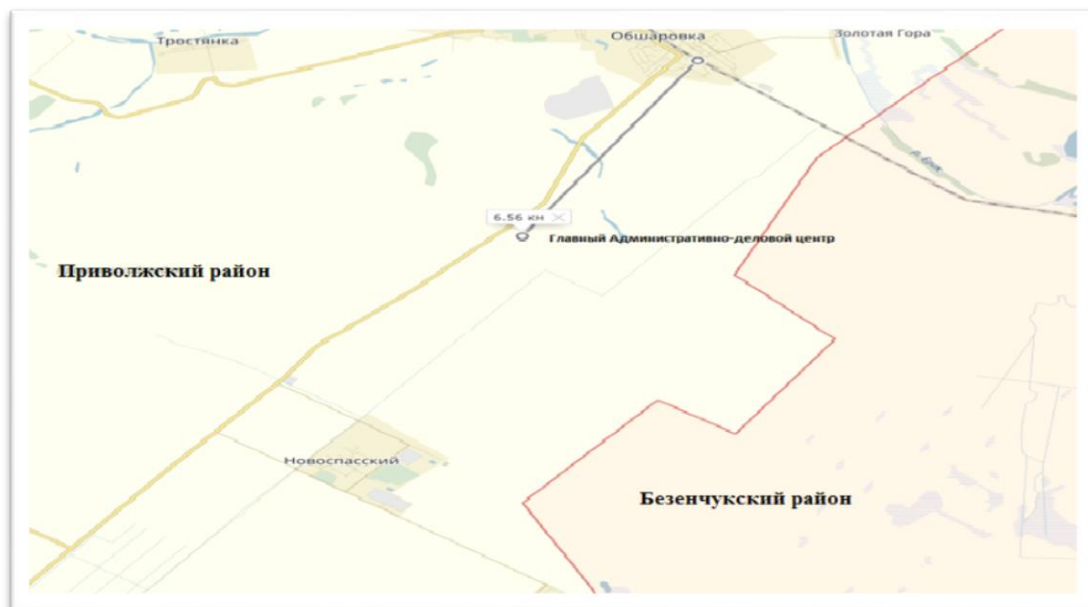 Тростянка
Обшаровка
Золотая Гора
6.56 км
Главный Административно-деловой центр
Приволжский район
Новоспасский
Безенчукский район